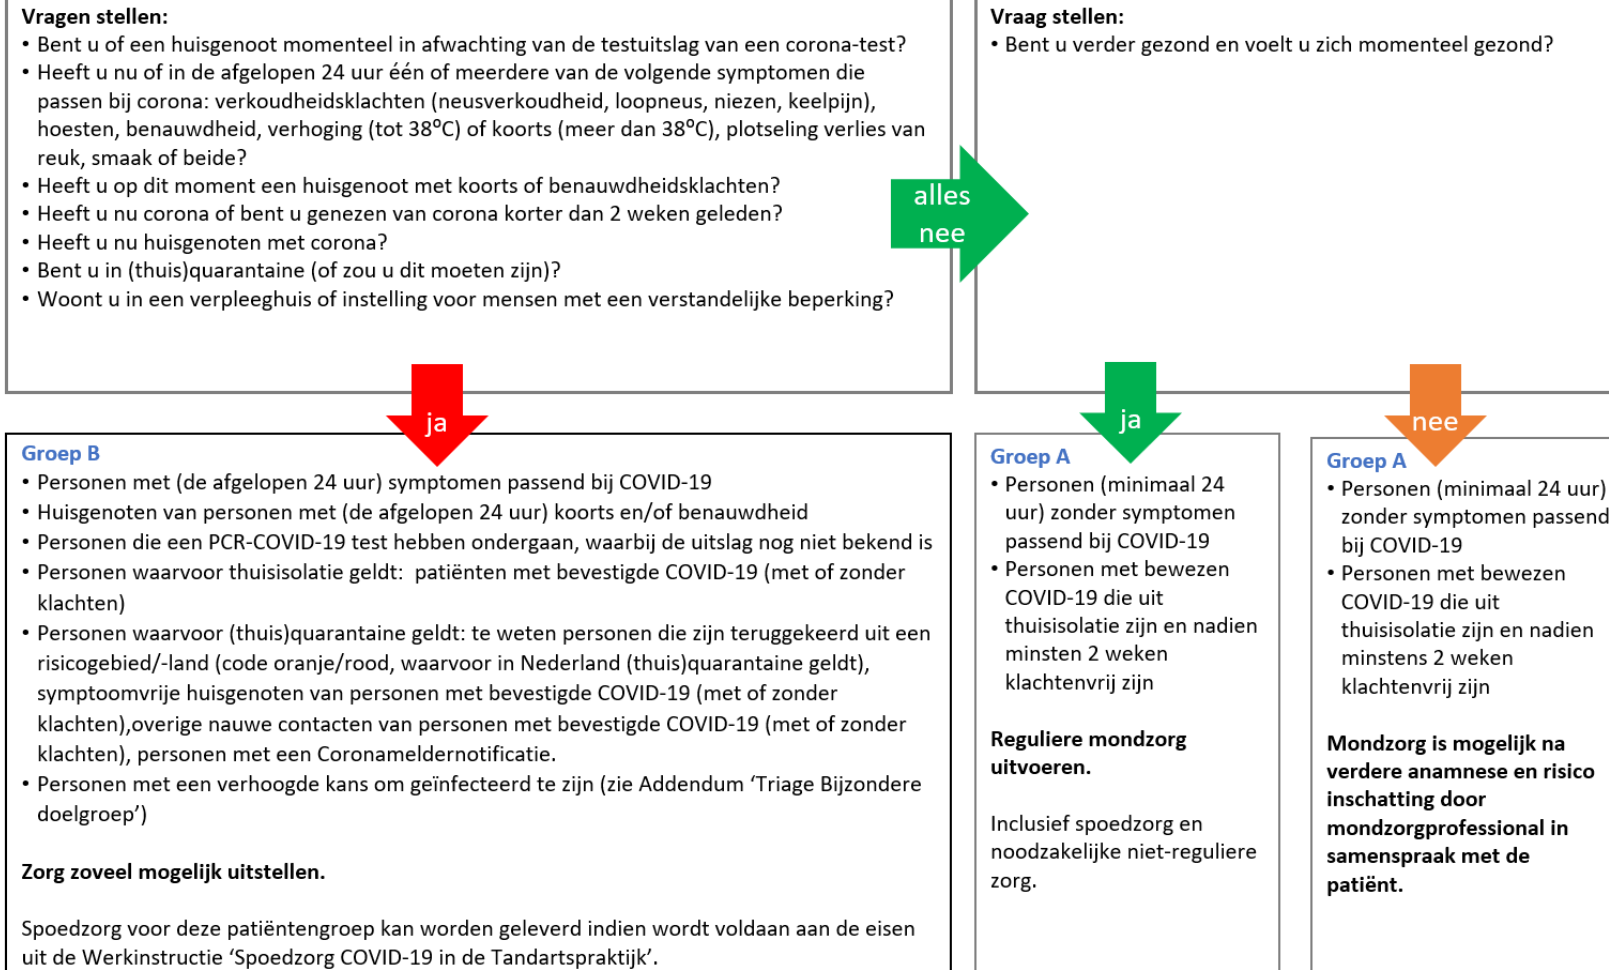 Vragen stellen:
• Bent u of een huisgenoot momenteel in afwachting van de testuitslag van een corona-test?
• Heeft u nu of in de afgelopen 24 uur één of meerdere van de volgende symptomen die
passen bij corona: verkoudheidsklachten (neusverkoudheid, loopneus, niezen, keelpijn),
hoesten, benauwdheid, verhoging (tot 38⁰C) of koorts (meer dan 38⁰C), plotseling verlies van
reuk, smaak of beide?
• Heeft u op dit moment een huisgenoot met koorts of benauwdheidsklachten?
• Heeft u nu corona of bent u genezen van corona korter dan 2 weken geleden?
• Heeft u nu huisgenoten met corona?
• Bent u in (thuis)quarantaine (of zou u dit moeten zijn)?
• Woont u in een verpleeghuis of instelling voor mensen met een verstandelijke beperking?
alles
nee
Vraag stellen:
• Bent u verder gezond en voelt u zich momenteel gezond?
ja
Groep B
• Personen met (de afgelopen 24 uur) symptomen passend bij COVID-19
• Huisgenoten van personen met (de afgelopen 24 uur) koorts en/of benauwdheid
• Personen die een PCR-COVID-19 test hebben ondergaan, waarbij de uitslag nog niet bekend is
• Personen waarvoor thuisisolatie geldt: patiënten met bevestigde COVID-19 (met of zonder
klachten)
• Personen waarvoor (thuis)quarantaine geldt: te weten personen die zijn teruggekeerd uit een
risicogebied/-land (code oranje/rood, waarvoor in Nederland (thuis)quarantaine geldt),
symptoomvrije huisgenoten van personen met bevestigde COVID-19 (met of zonder
klachten),overige nauwe contacten van personen met bevestigde COVID-19 (met of zonder
klachten), personen met een Coronameldernotificatie.
• Personen met een verhoogde kans om geïnfecteerd te zijn (zie Addendum ‘Triage Bijzondere
doelgroep’)
Zorg zoveel mogelijk uitstellen.
Spoedzorg voor deze patiëntengroep kan worden geleverd indien wordt voldaan aan de eisen
uit de Werkinstructie ‘Spoedzorg COVID-19 in de Tandartspraktijk’.
ja
Groep A
• Personen (minimaal 24
uur) zonder symptomen
passend bij COVID-19
• Personen met bewezen
COVID-19 die uit
thuisisolatie zijn en nadien
minsten 2 weken
klachtenvrij zijn
Reguliere mondzorg
uitvoeren.
Inclusief spoedzorg en
noodzakelijke niet-reguliere
zorg.
nee
Groep A
• Personen (minimaal 24 uur)
zonder symptomen passend
bij COVID-19
• Personen met bewezen
COVID-19 die uit
thuisisolatie zijn en nadien
minstens 2 weken
klachtenvrij zijn
Mondzorg is mogelijk na
verdere anamnese en risico
inschatting door
mondzorgprofessional in
samenspraak met de
patiënt.